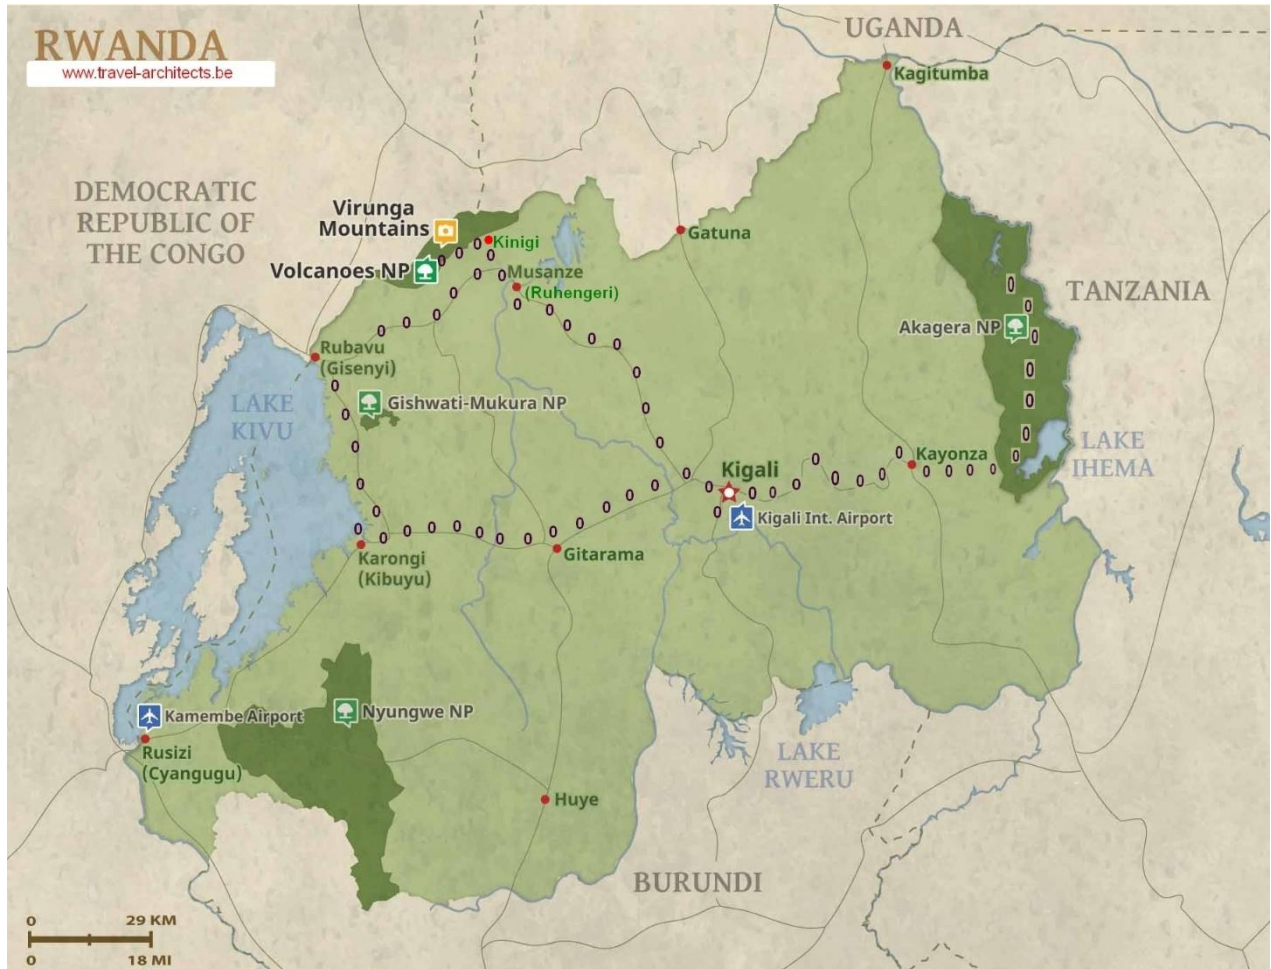 RWANDA
www.travel-architects.be
UGANDA
Kagitumba
DEMOCRATIC
REPUBLIC OF
THE CONGO
Virunga
Mountains
Kinigi
Gatuna
Volcanoes NP
Musanze
(Ruhengeri)
TANZANIA
Akagera NP
Rubavu
(Gisenyi)
Gishwati-Mukura NP
LAKE
KIVU
LAKE
IHEMA
Kayonza
Kigali
Kigali Int. Airport
Karongi
(Kibuyu)
Gitarama
Kamembe Airport
Nyungwe NP
Rusizi
(Cyangugu)
LAKE
RWERU
Huye
BURUNDI
0 29 KM
0 18 MI